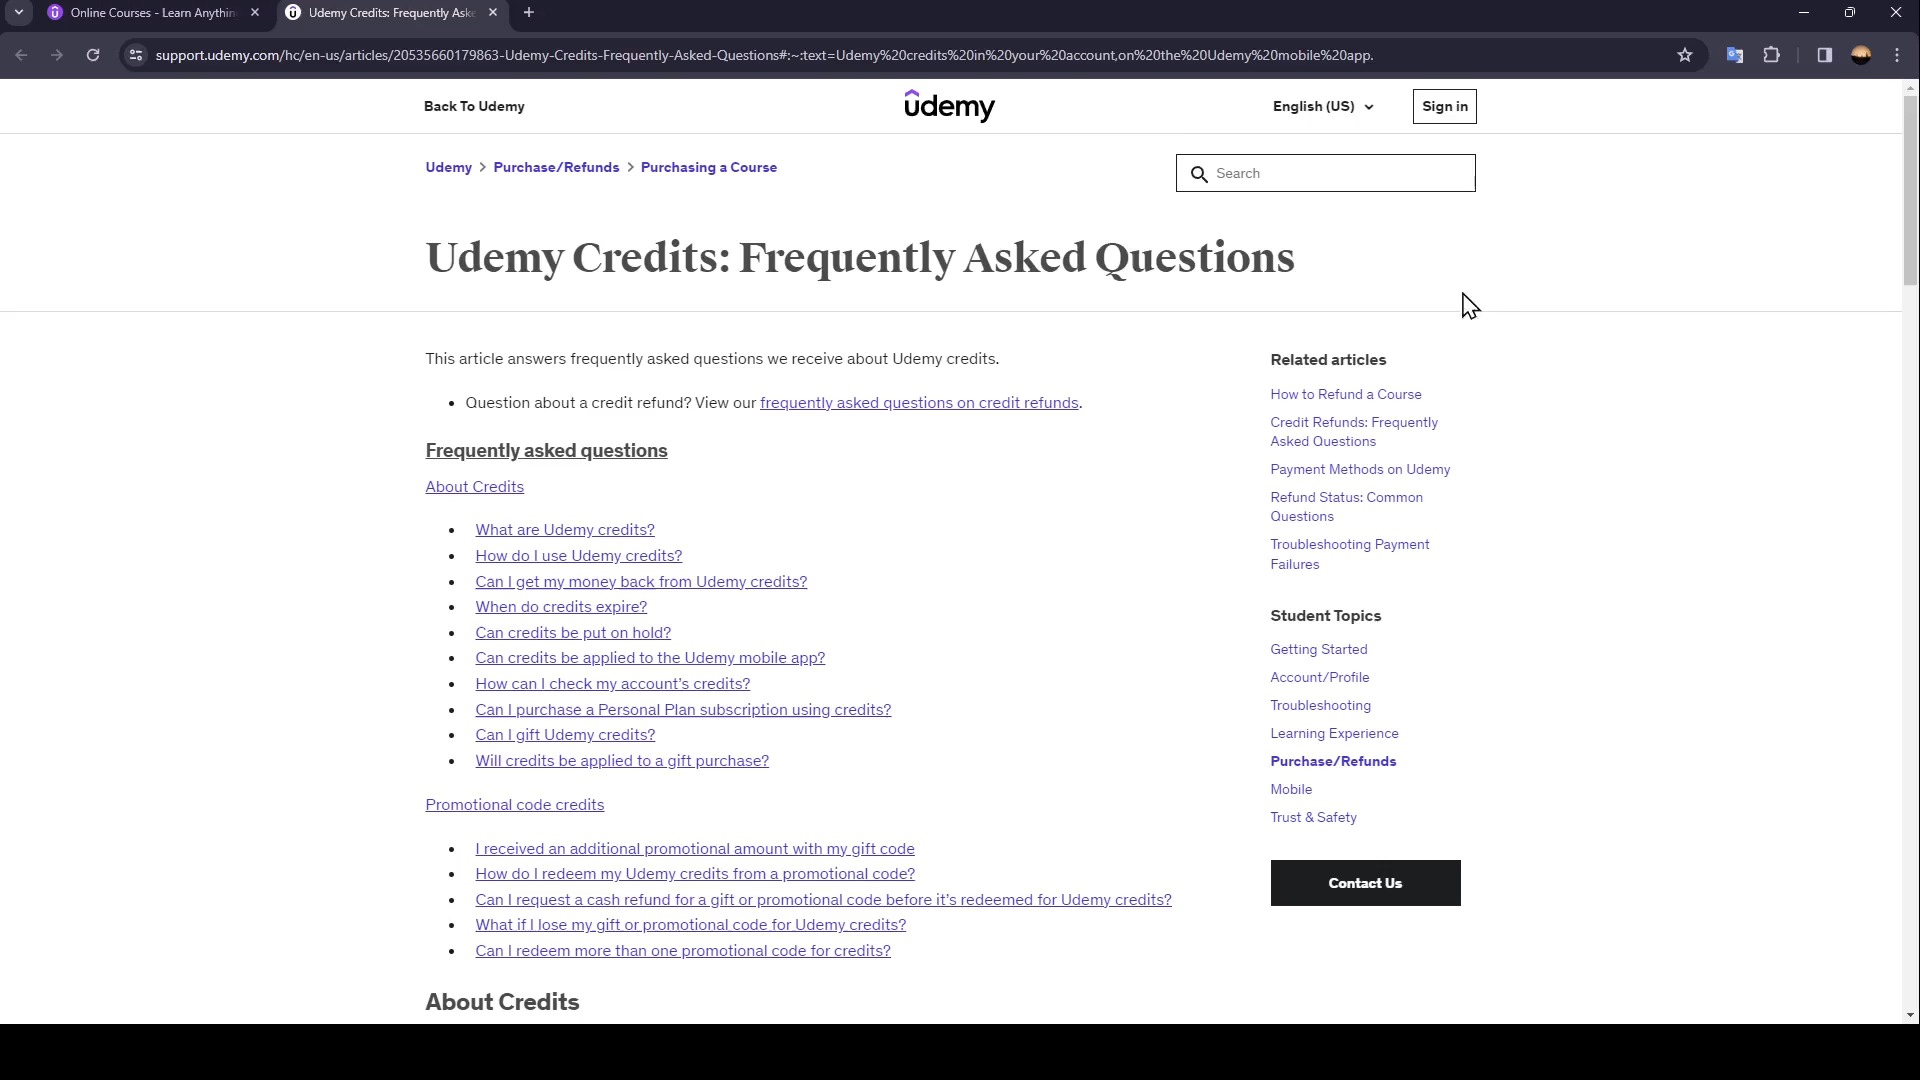 Online Courses - Learn Anythin
Udemy Credits: Frequently Aske
support.udemy.com/hc/en-us/articles/20535660179863-Udemy-Credits-Frequently-Asked-Questions#:~:text=Udemy%20credits%20in%20your%20account,on%20the%20Udemy%20mobile%20app.
Back To Udemy
udemy
English (US)
Sign in
Udemy > Purchase/Refunds > Purchasing a Course
Search
Udemy Credits: Frequently Asked Questions
This article answers frequently asked questions we receive about Udemy credits.
• Question about a credit refund? View our frequently asked questions on credit refunds.
Frequently asked questions
About Credits
• What are Udemy credits?
• How do I use Udemy credits?
• Can I get my money back from Udemy credits?
• When do credits expire?
• Can credits be put on hold?
• Can credits be applied to the Udemy mobile app?
• How can I check my account's credits?
• Can I purchase a Personal Plan subscription using credits?
• Can I gift Udemy credits?
• Will credits be applied to a gift purchase?
Promotional code credits
• I received an additional promotional amount with my gift code
• How do I redeem my Udemy credits from a promotional code?
• Can I request a cash refund for a gift or promotional code before it's redeemed for Udemy credits?
• What if I lose my gift or promotional code for Udemy credits?
• Can I redeem more than one promotional code for credits?
About Credits
Related articles
How to Refund a Course
Credit Refunds: Frequently
Asked Questions
Payment Methods on Udemy
Refund Status: Common
Questions
Troubleshooting Payment
Failures
Student Topics
Getting Started
Account/Profile
Troubleshooting
Learning Experience
Purchase/Refunds
Mobile
Trust & Safety
Contact Us